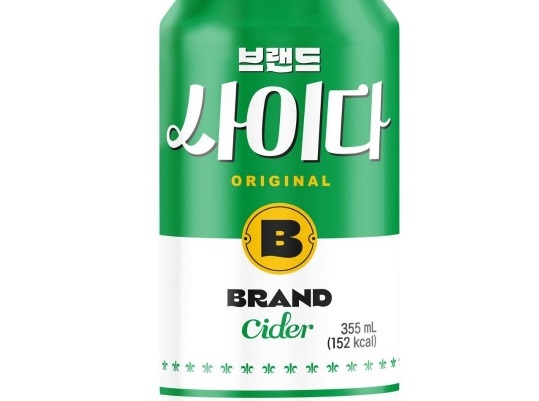 브랜드
사이다
ORIGINAL
B
BRAND
Cider
355 mL
(152 kcal)